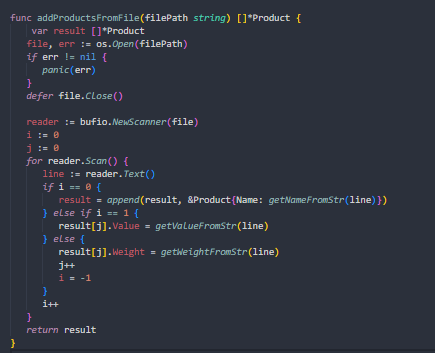 func addProductsFromFile(filePath string) []*Product {
    var result []*Product
   file, err := os.Open(filePath)
   if err != nil {
      panic(err)
   }
   defer file.Close()

   reader := bufio.NewScanner(file)
   i := 0
   j := 0
   for reader.Scan() {
      line := reader.Text()
      if i == 0 {
         result = append(result, &Product{Name: getNameFromStr(line)})
      } else if i == 1 {
         result[j].Value = getValueFromStr(line)
      } else {
         result[j].Weight = getWeightFromStr(line)
         j++
         i = -1
      }
      i++
   }
   return result
}